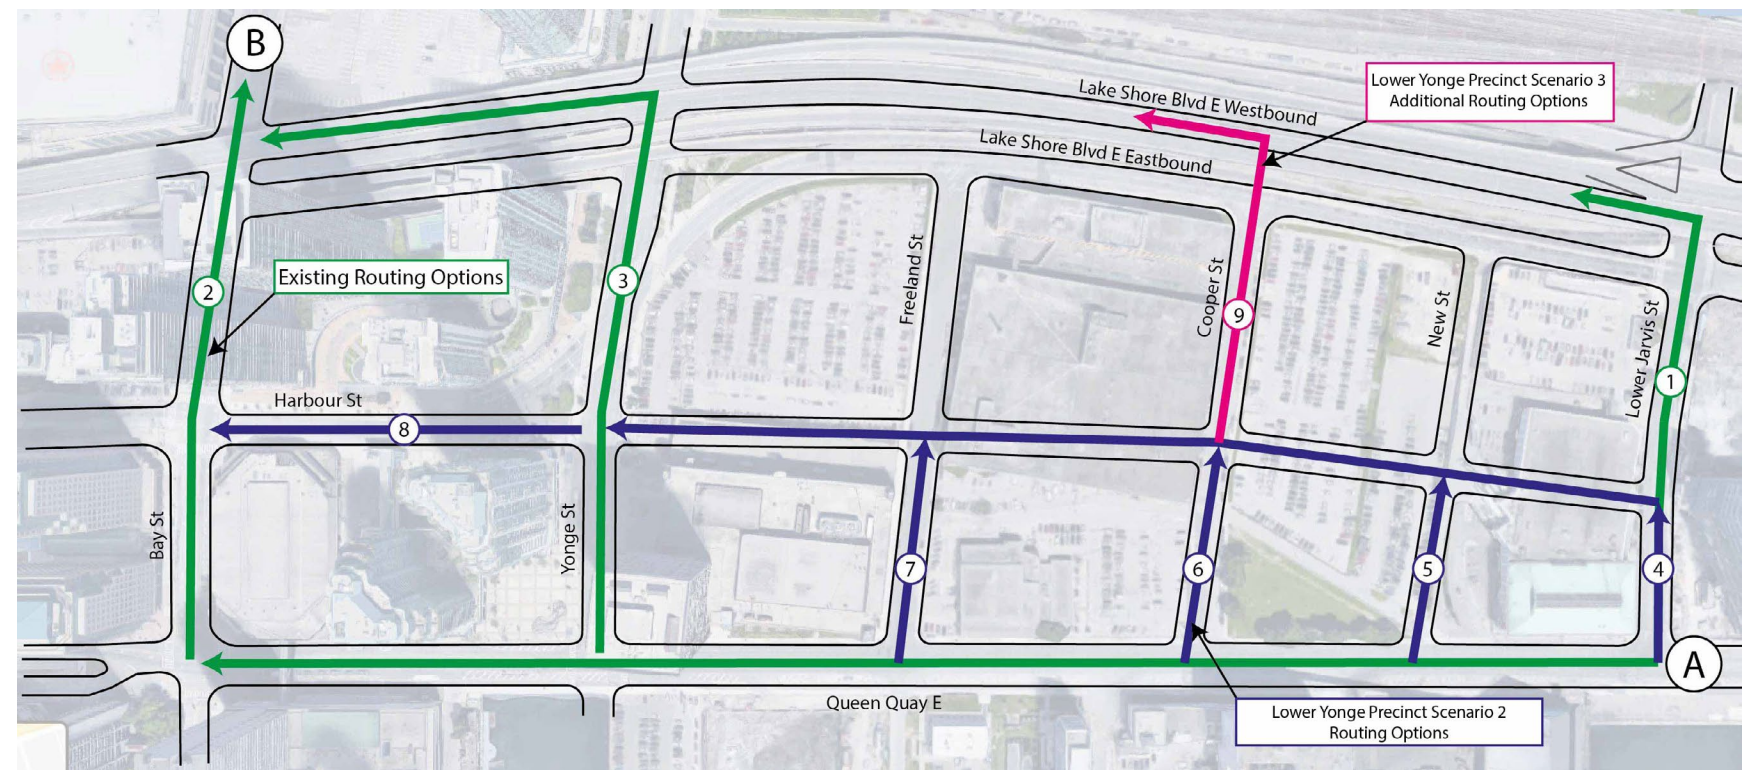 B
Lake Shore Blvd E Westbound
Lower Yonge Precinct Scenario 3
Additional Routing Options
Lake Shore Blvd E Eastbound
Existing Routing Options
2
3
Freeland St
Cooper St
9
New St
Lower Jarvis St
1
Harbour St
8
Bay St
Yonge St
7
6
5
4
A
Queen Quay E
Lower Yonge Precinct Scenario 2
Routing Options